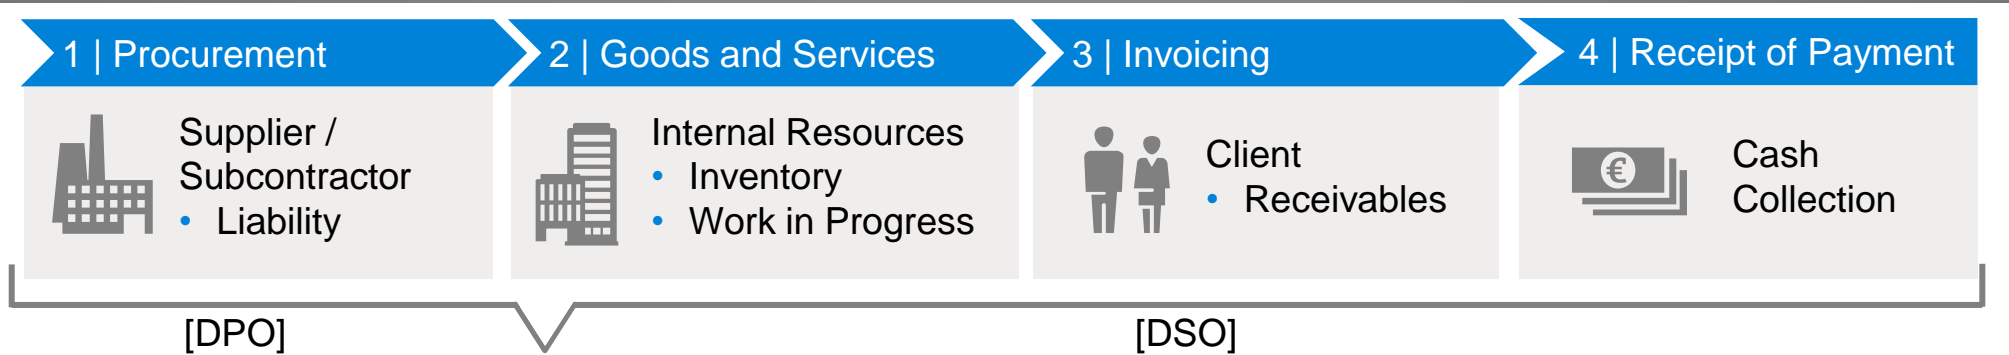 1 | Procurement
2 | Goods and Services
3 | Invoicing
4 | Receipt of Payment
Supplier /
Subcontractor
• Liability
Internal Resources
• Inventory
• Work in Progress
Client
• Receivables
€
Cash
Collection
[DPO]
[DSO]